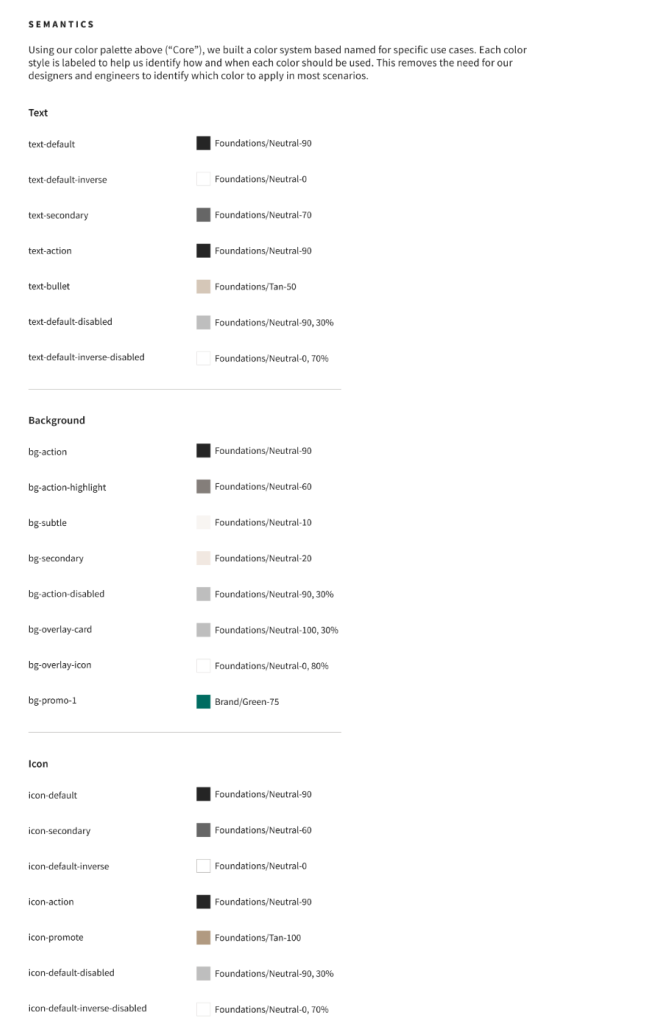 SEMANTICS
Using our color palette above (“Core”), we built a color system based named for specific use cases. Each color
style is labeled to help us identify how and when each color should be used. This removes the need for our
designers and engineers to identify which color to apply in most scenarios.
Text
text-default Foundations/Neutral-90
text-default-inverse Foundations/Neutral-0
text-secondary Foundations/Neutral-70
text-action Foundations/Neutral-90
text-bullet Foundations/Tan-50
text-default-disabled Foundations/Neutral-90, 30%
text-default-inverse-disabled Foundations/Neutral-0, 70%
Background
bg-action Foundations/Neutral-90
bg-action-highlight Foundations/Neutral-60
bg-subtle Foundations/Neutral-10
bg-secondary Foundations/Neutral-20
bg-action-disabled Foundations/Neutral-90, 30%
bg-overlay-card Foundations/Neutral-100, 30%
bg-overlay-icon Foundations/Neutral-0, 80%
bg-promo-1 Brand/Green-75
Icon
icon-default Foundations/Neutral-90
icon-secondary Foundations/Neutral-60
icon-default-inverse Foundations/Neutral-0
icon-action Foundations/Neutral-90
icon-promote Foundations/Tan-100
icon-default-disabled Foundations/Neutral-90, 30%
icon-default-inverse-disabled Foundations/Neutral-0, 70%